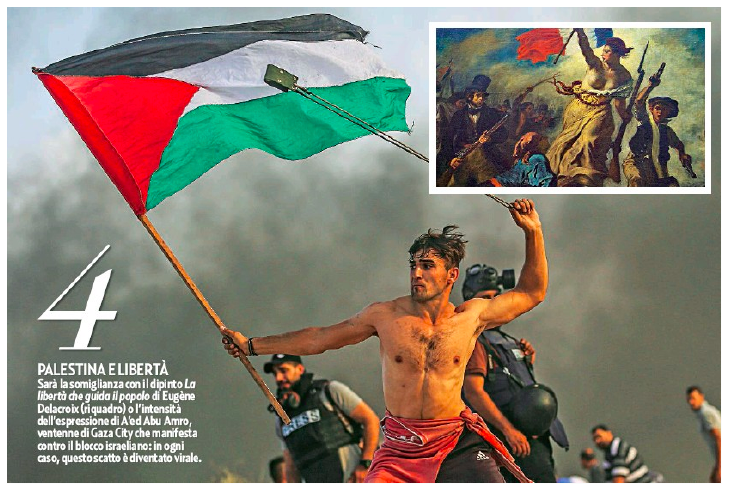 4
PALESTINA E LIBERTÀ
Sarà la somiglianza con il dipinto La
libertà che guida il popolo di Eugène
Delacroix (riquadro) o l'intensità
dell'espressione di A'ed Abu Amro,
ventenne di Gaza City che manifesta
contro il blocco israeliano: in ogni
caso, questo scatto è diventato virale.
PRESS